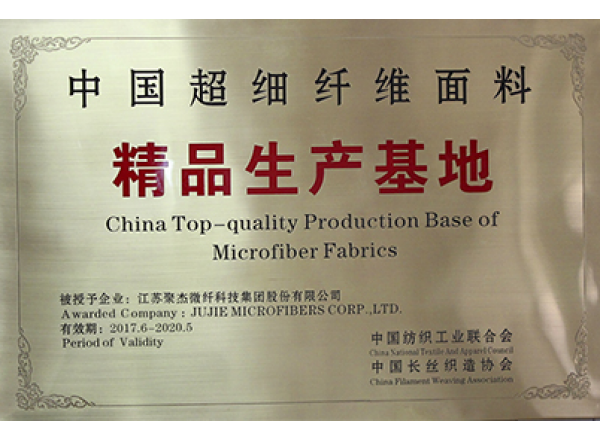 中国超细纤维面料
精品生产基地
China Top-quality Production Base of
Microfiber Fabrics
被授予企业：江苏聚杰微纤科技集团股份有限公司
Awarded Company : JUJIE MICROFIBERS CORP.,LTD.
有效期：2017.6-2020.5
Period of Validity
中国纺织工业联合会
China National Textile And Apparel Council
中国长丝织造协会
China Filament Weaving Association